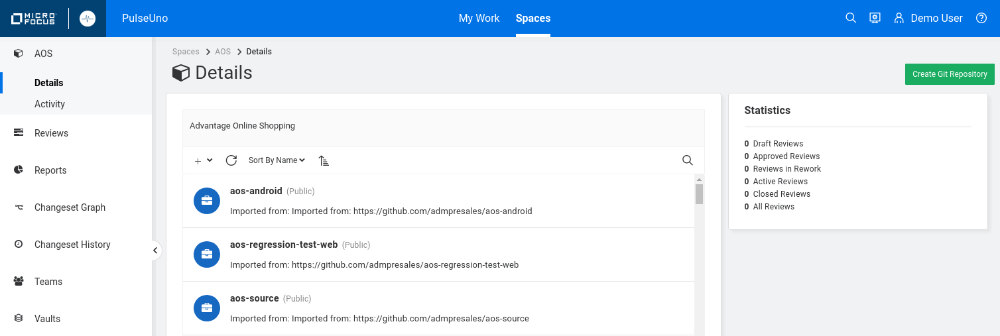 MICRO FOCUS
PulseUno
My Work
Spaces
Demo User
AOS
Details
Activity
Reviews
Reports
Changeset Graph
Changeset History
Teams
Vaults
Spaces AOS Details
Details
Create Git Repository
Advantage Online Shopping
Sort By Name
aos-android (Public)
Imported from: Imported from: https://github.com/admpresales/aos-android
aos-regression-test-web (Public)
Imported from: https://github.com/admpresales/aos-regression-test-web
aos-source (Public)
Imported from: Imported from: https://github.com/admpresales/aos-source
Statistics
0 Draft Reviews
0 Approved Reviews
0 Reviews in Rework
0 Active Reviews
0 Closed Reviews
0 All Reviews